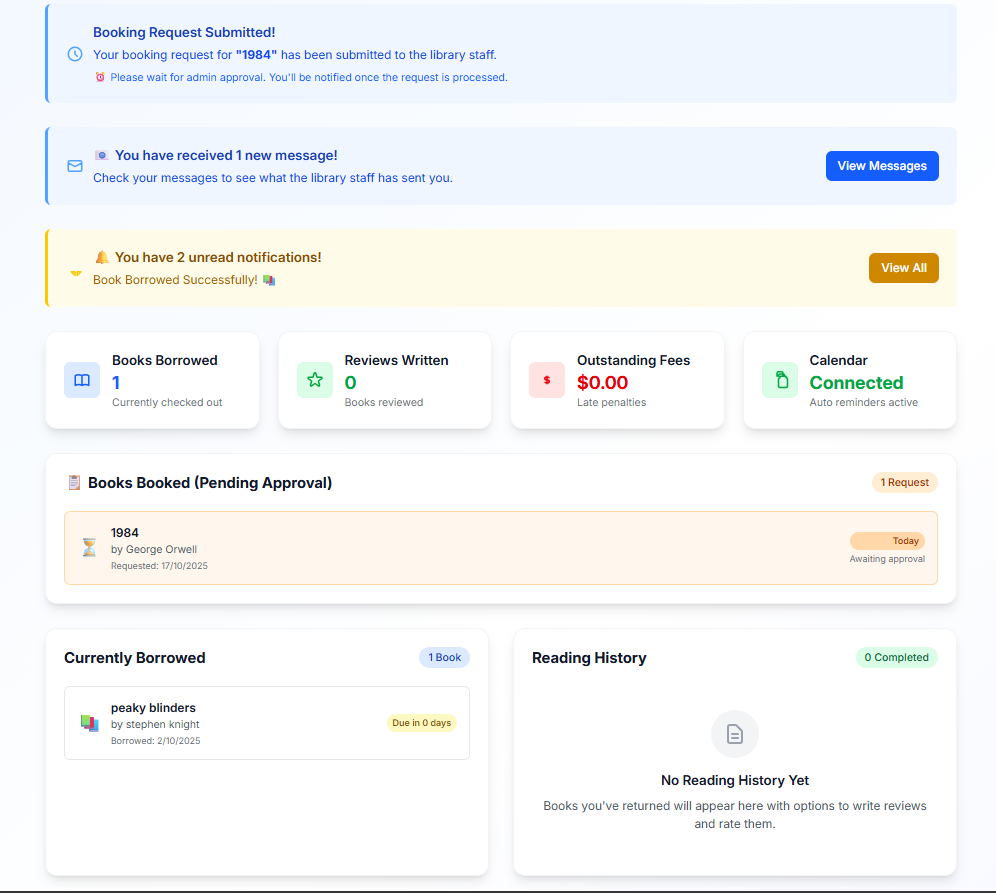 Booking Request Submitted!
Your booking request for "1984" has been submitted to the library staff.
⏰ Please wait for admin approval. You'll be notified once the request is processed.
📧 You have received 1 new message!
Check your messages to see what the library staff has sent you.
View Messages
🔔 You have 2 unread notifications!
Book Borrowed Successfully! 📚
View All
Books Borrowed
1
Currently checked out
Reviews Written
0
Books reviewed
Outstanding Fees
$0.00
Late penalties
Calendar
Connected
Auto reminders active
📋 Books Booked (Pending Approval)
1 Request
1984
by George Orwell
Requested: 17/10/2025
Today
Awaiting approval
Currently Borrowed
1 Book
peaky blinders
by stephen knight
Borrowed: 2/10/2025
Due in 0 days
Reading History
0 Completed
No Reading History Yet
Books you've returned will appear here with options to write reviews
and rate them.